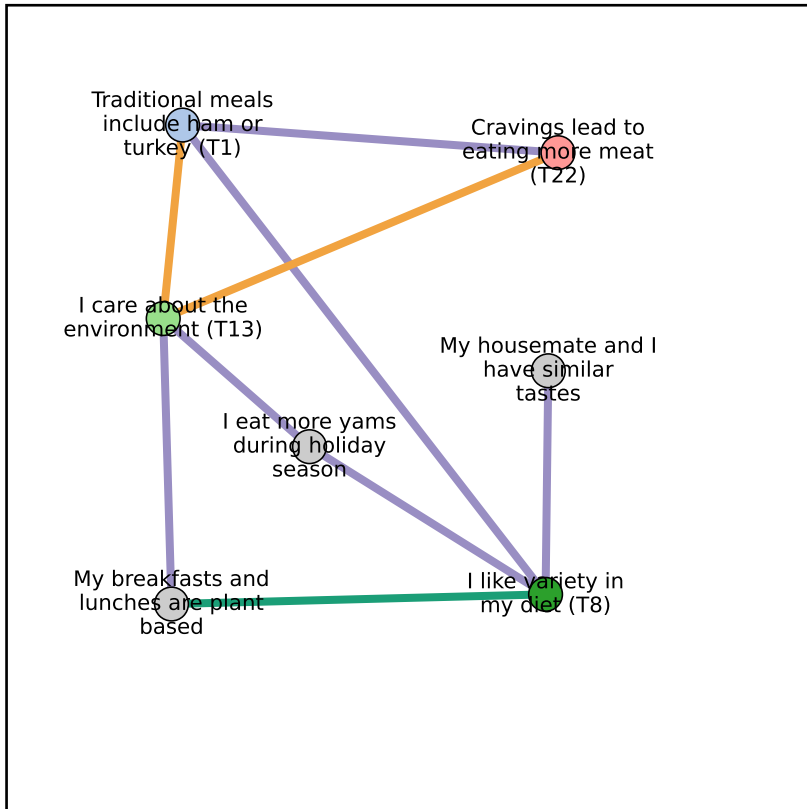 Traditional meals
include ham or
turkey (T1)
Cravings lead to
eating more meat
(T22)
I care about the
environment (T13)
My housemate and I
have similar
tastes
I eat more yams
during holiday
season
My breakfasts and
lunches are plant
based
I like variety in
my diet (T8)